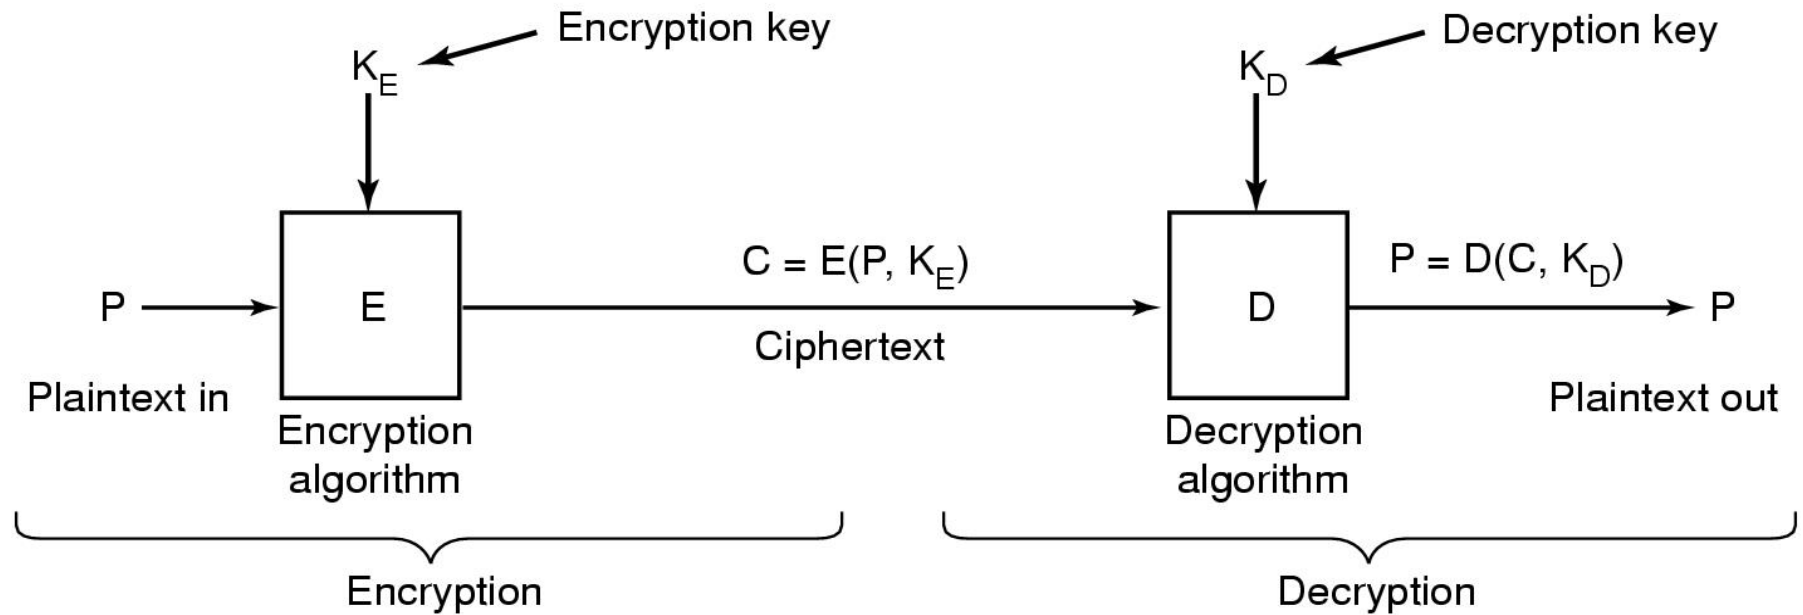 Encryption key
Decryption key
K_E
K_D
C = E(P, K_E)
P = D(C, K_D)
P
E
D
P
Ciphertext
Plaintext in
Plaintext out
Encryption
algorithm
Decryption
algorithm
Encryption
Decryption